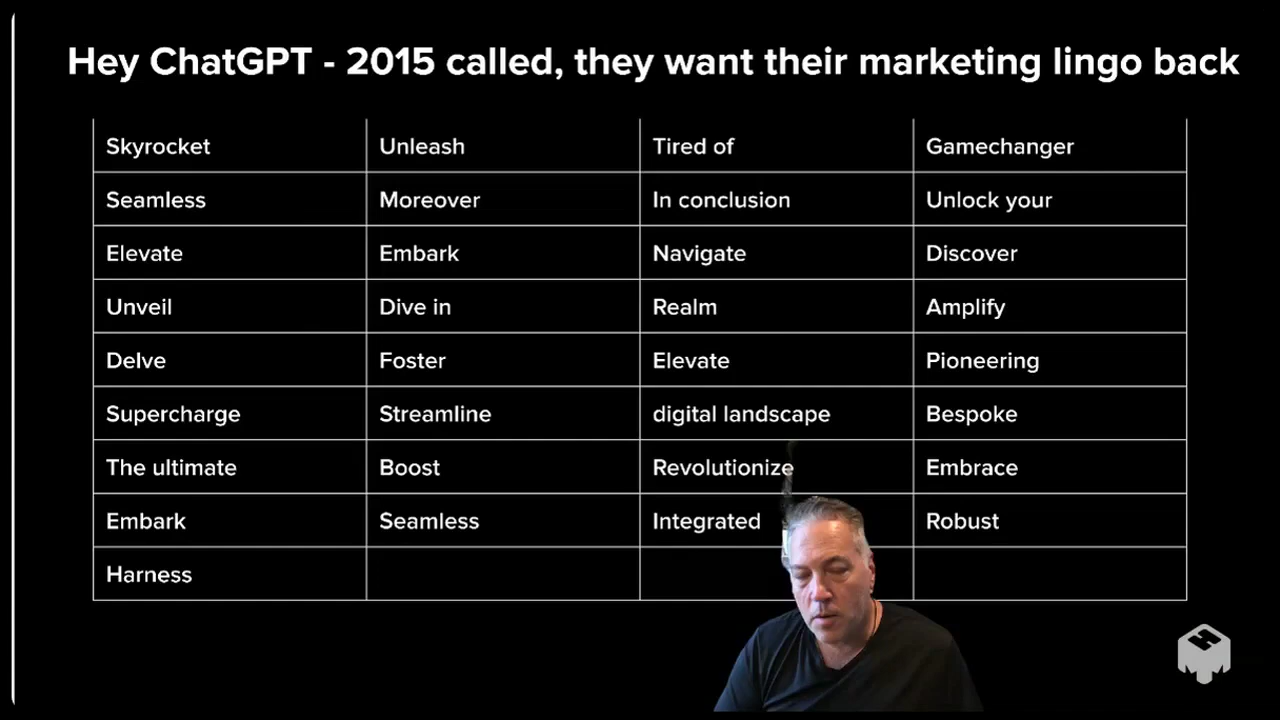 Hey ChatGPT - 2015 called, they want their marketing lingo back
Skyrocket Unleash Tired of Gamechanger
Seamless Moreover In conclusion Unlock your
Elevate Embark Navigate Discover
Unveil Dive in Realm Amplify
Delve Foster Elevate Pioneering
Supercharge Streamline digital landscape Bespoke
The ultimate Boost Revolutionize Embrace
Embark Seamless Integrated Robust
Harness